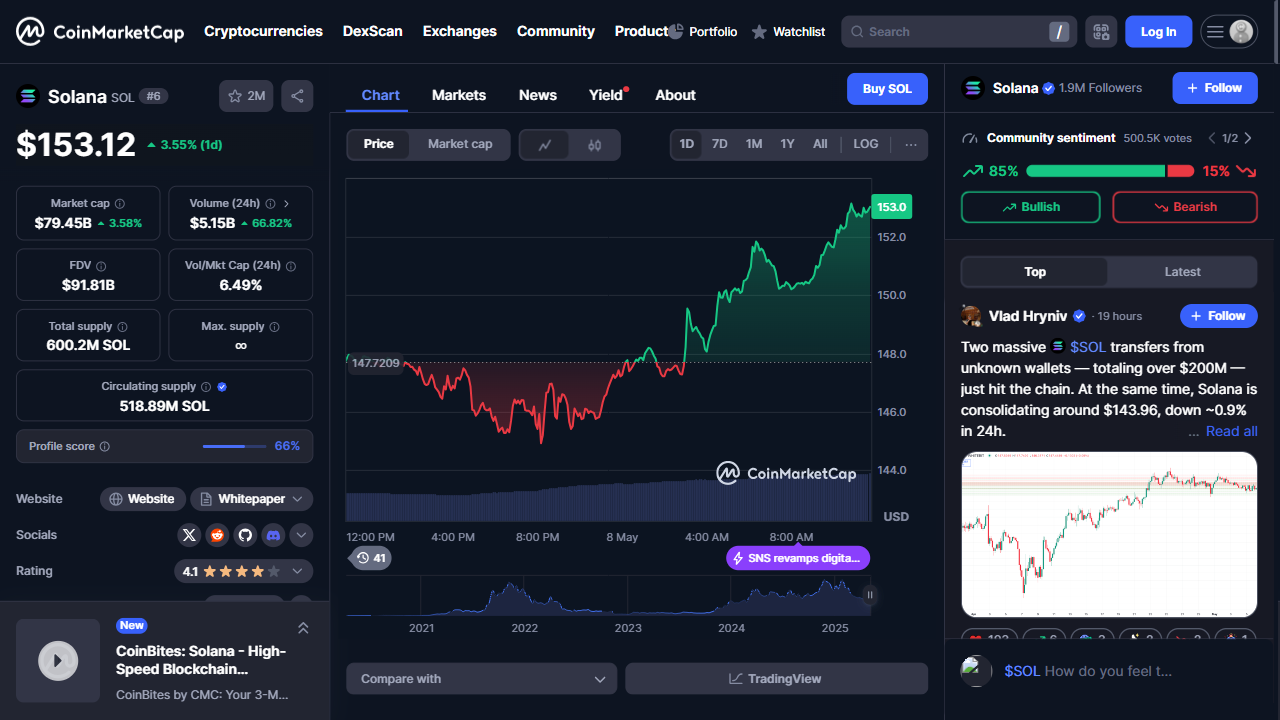 CoinMarketCap
Cryptocurrencies DexScan Exchanges Community Product Portfolio Watchlist Search / Log In
Solana SOL #6 2M
$153.12 3.55% (1d)
Market cap
$79.45B 3.58%
Volume (24h)
$5.15B 66.82%
FDV
$91.81B
Vol/Mkt Cap (24h)
6.49%
Total supply
600.2M SOL
Max. supply
∞
Circulating supply
518.89M SOL
Profile score 66%
Website Website Whitepaper
Socials
Rating 4.1
New
CoinBites: Solana - High-
Speed Blockchain...
CoinBites by CMC: Your 3-M...
Chart Markets News Yield About Buy SOL
Price Market cap 1D 7D 1M 1Y All LOG ...
153.0
152.0
150.0
148.0
147.7209
146.0
144.0
CoinMarketCap
USD
12:00 PM 4:00 PM 8:00 PM 8 May 4:00 AM 8:00 AM
41 SNS revamps digita...
2021 2022 2023 2024 2025
Compare with TradingView
Solana 1.9M Followers + Follow
Community sentiment 500.5K votes 1/2
85% 15%
Bullish Bearish
Top Latest
Vlad Hryniv · 19 hours + Follow
Two massive $SOL transfers from
unknown wallets — totaling over $200M —
just hit the chain. At the same time, Solana is
consolidating around $143.96, down ~0.9%
in 24h. ... Read all
$SOL How do you feel t...